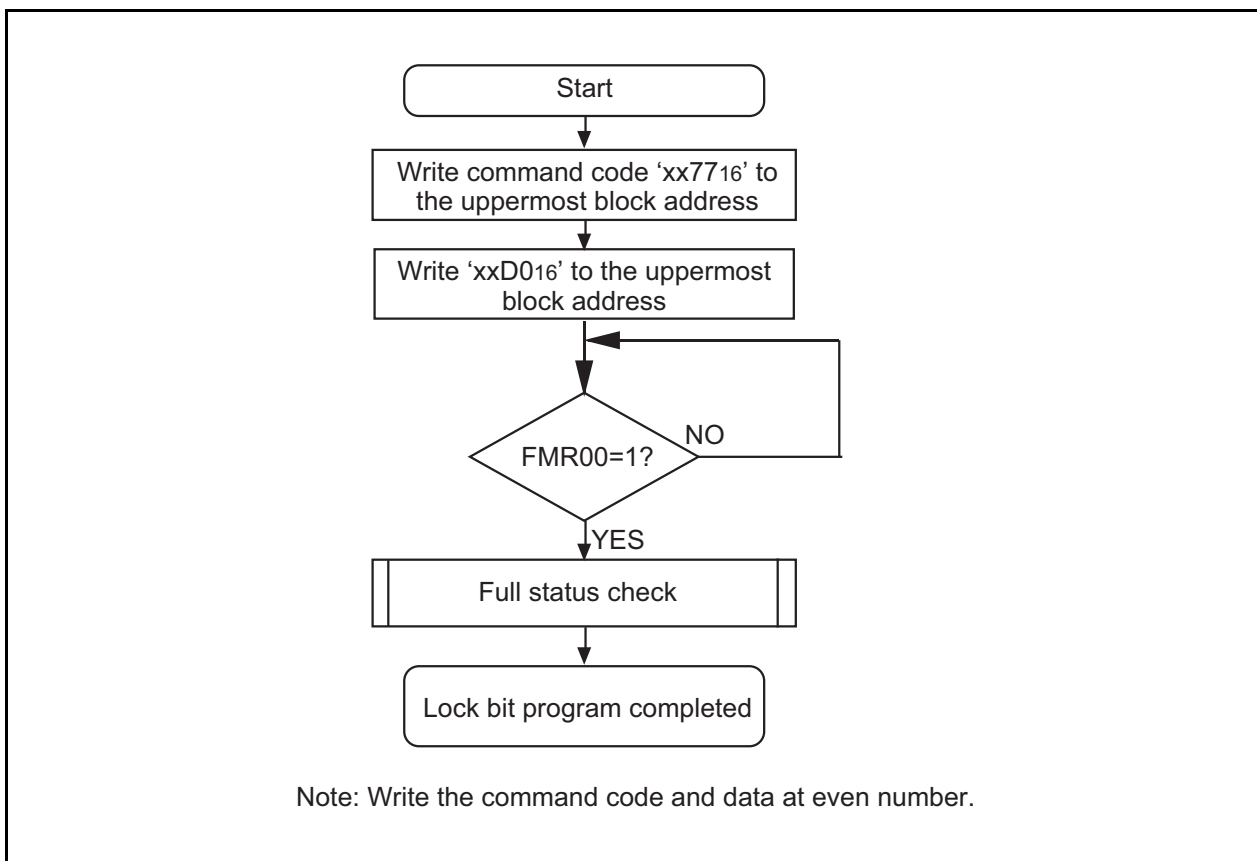 Start
Write command code ‘xx7716’ to
the uppermost block address
Write ‘xxD016’ to the uppermost
block address
NO
FMR00=1?
YES
Full status check
Lock bit program completed
Note: Write the command code and data at even number.